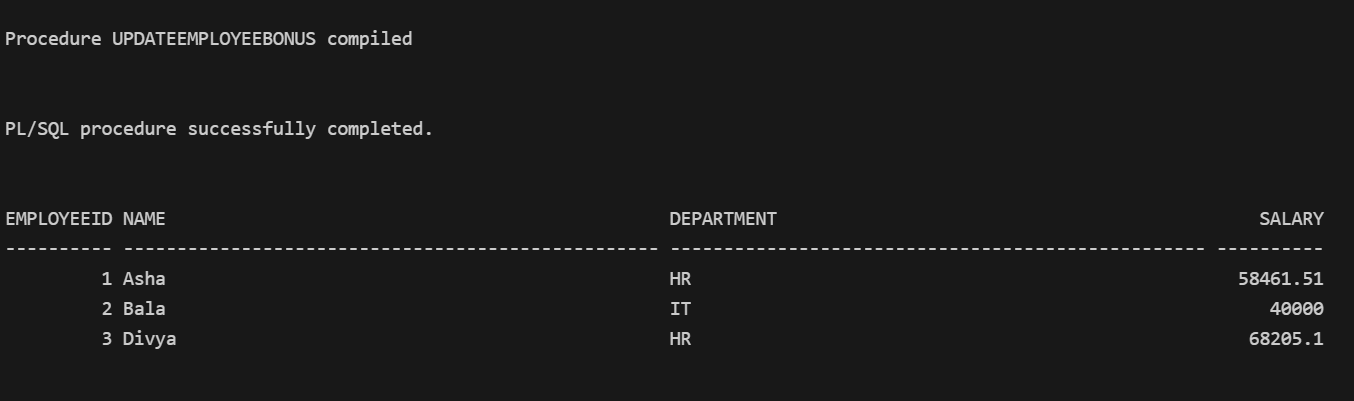 Procedure UPDATEEMPLOYEEBONUS compiled
PL/SQL procedure successfully completed.
EMPLOYEEID NAME                                               DEPARTMENT                                             SALARY
---------- -------------------------------------------------- -------------------------------------------------- ----------
         1 Asha                                               HR                                                   58461.51
         2 Bala                                               IT                                                      40000
         3 Divya                                              HR                                                    68205.1